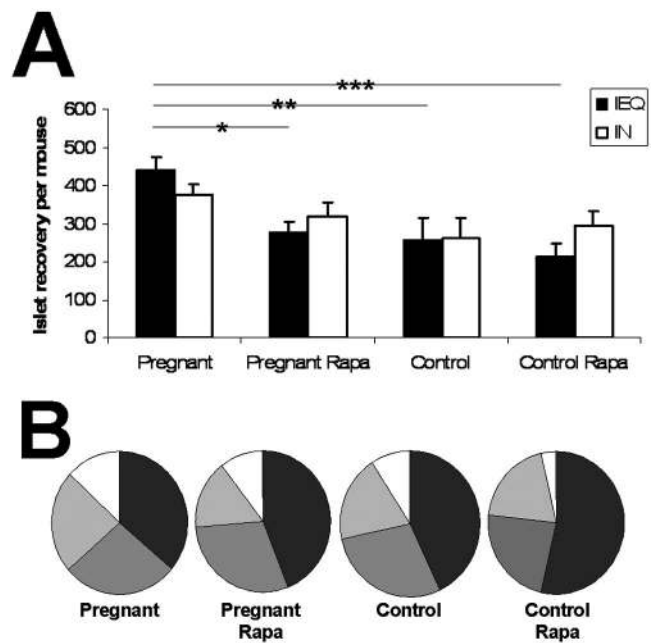 A
***
**
*
Islet recovery per mouse
600
500
400
300
200
100
0
IEQ
IN
Pregnant Pregnant Rapa Control Control Rapa
B
Pregnant Pregnant Rapa Control Control Rapa